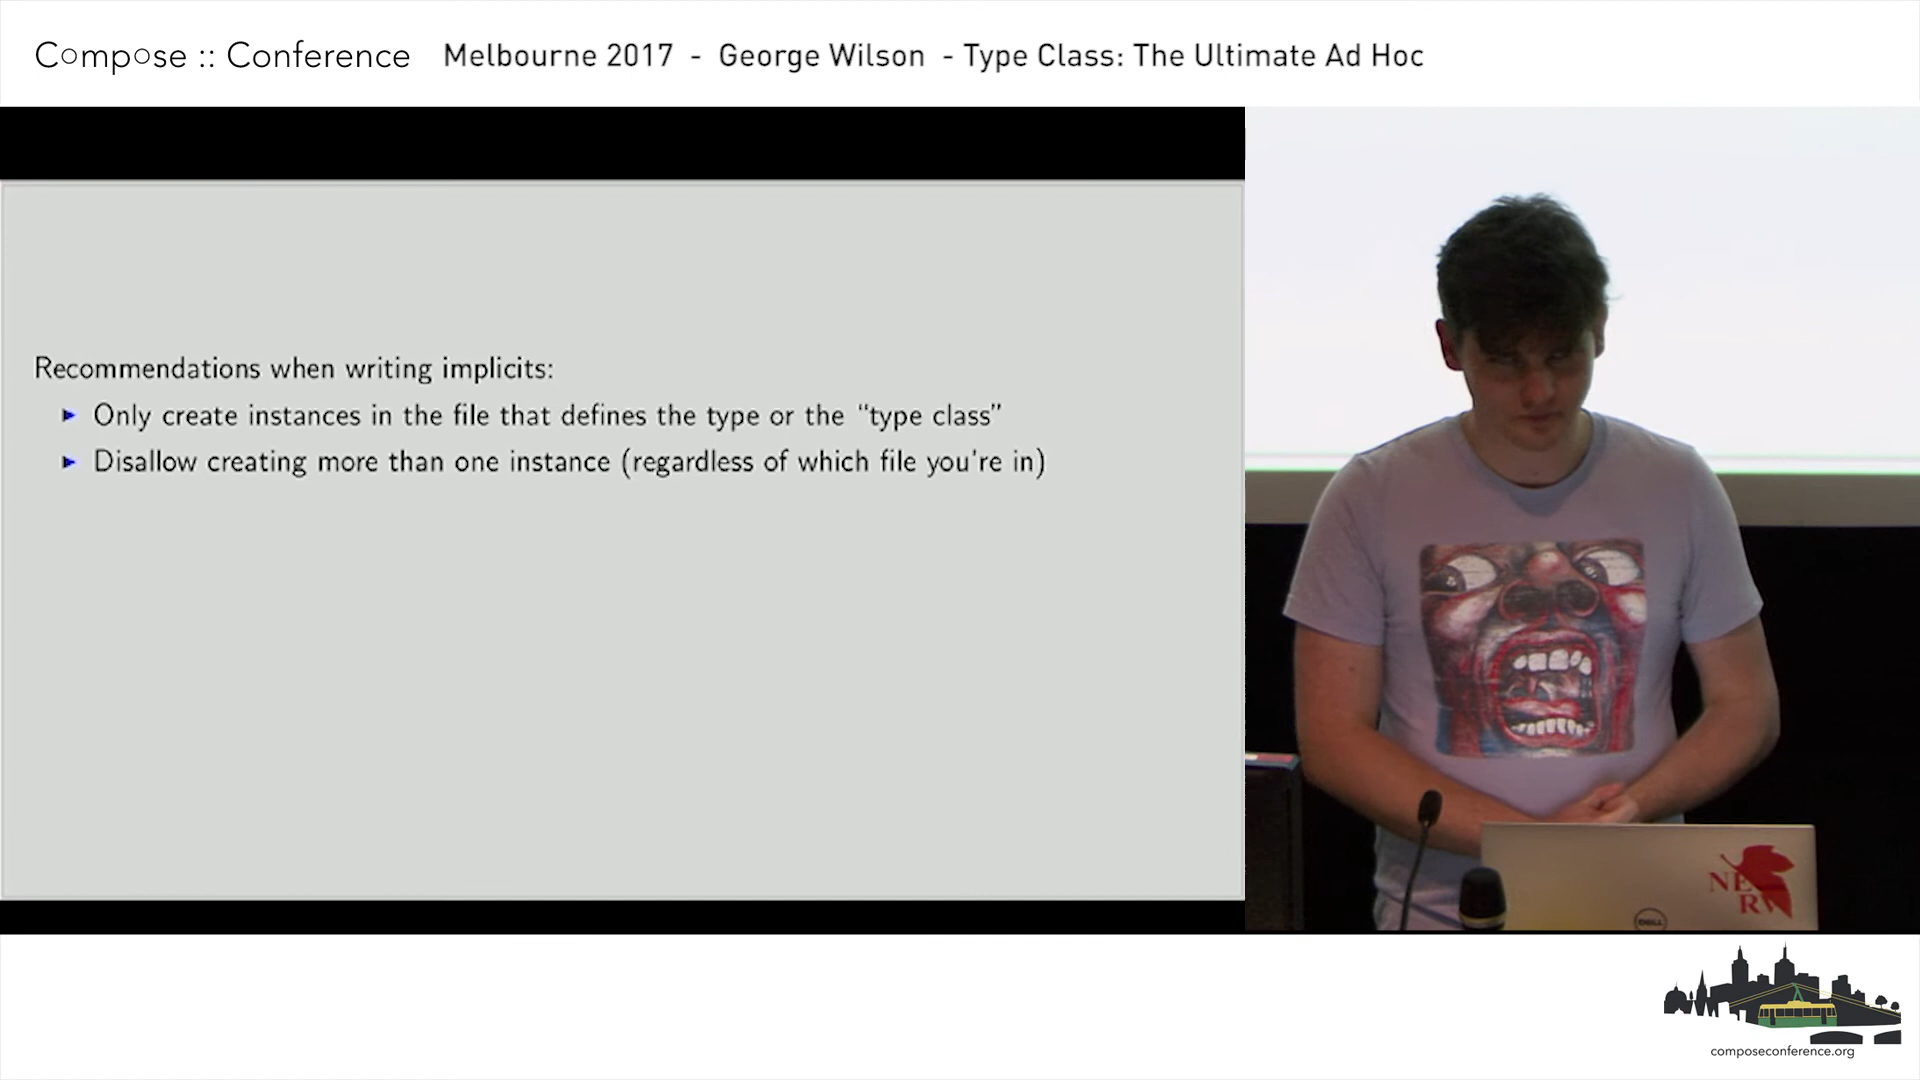 Compose :: Conference Melbourne 2017 - George Wilson - Type Class: The Ultimate Ad Hoc
Recommendations when writing implicits:
Only create instances in the file that defines the type or the “type class”
Disallow creating more than one instance (regardless of which file you're in)
NERV
DELL
composeconference.org